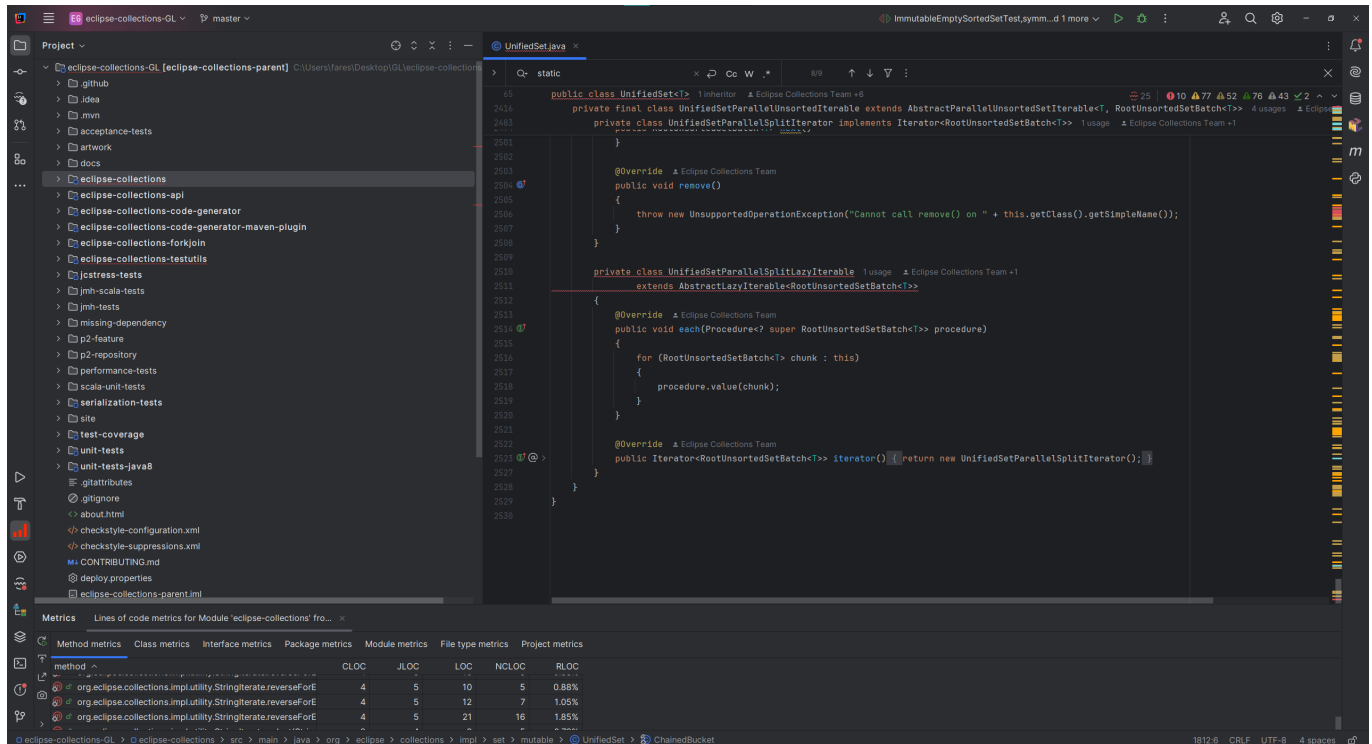 EG eclipse-collections-GL master ImmutableEmptySortedSetTest,symm...d 1 more
Project
UnifiedSet.java
eclipse-collections-GL [eclipse-collections-parent] C:\Users\fares\Desktop\GL\eclipse-collections
.github
.idea
.mvn
acceptance-tests
artwork
docs
eclipse-collections
eclipse-collections-api
eclipse-collections-code-generator
eclipse-collections-code-generator-maven-plugin
eclipse-collections-forkjoin
eclipse-collections-testutils
jcstress-tests
jmh-scala-tests
jmh-tests
missing-dependency
p2-feature
p2-repository
performance-tests
scala-unit-tests
serialization-tests
site
test-coverage
unit-tests
unit-tests-java8
.gitattributes
.gitignore
about.html
checkstyle-configuration.xml
checkstyle-suppressions.xml
CONTRIBUTING.md
deploy.properties
eclipse-collections-parent.iml
static Cc W .* 8/9
65 public class UnifiedSet<T> 1 inheritor Eclipse Collections Team +6 25 10 77 52 76 43 2
2416 private final class UnifiedSetParallelUnsortedIterable extends AbstractParallelUnsortedSetIterable<T, RootUnsortedSetBatch<T>> 4 usages Eclipse
2483 private class UnifiedSetParallelSplitIterator implements Iterator<RootUnsortedSetBatch<T>> 1 usage Eclipse Collections Team +1
2501 }
2502
2503 @Override Eclipse Collections Team
2504 public void remove()
2505 {
2506 throw new UnsupportedOperationException("Cannot call remove() on " + this.getClass().getSimpleName());
2507 }
2508 }
2509
2510 private class UnifiedSetParallelSplitLazyIterable 1 usage Eclipse Collections Team +1
2511 extends AbstractLazyIterable<RootUnsortedSetBatch<T>>
2512 {
2513 @Override Eclipse Collections Team
2514 public void each(Procedure<? super RootUnsortedSetBatch<T>> procedure)
2515 {
2516 for (RootUnsortedSetBatch<T> chunk : this)
2517 {
2518 procedure.value(chunk);
2519 }
2520 }
2521
2522 @Override Eclipse Collections Team
2523 public Iterator<RootUnsortedSetBatch<T>> iterator() { return new UnifiedSetParallelSplitIterator(); }
2527 }
2528 }
2529 }
2530
Metrics Lines of code metrics for Module 'eclipse-collections' fro...
Method metrics Class metrics Interface metrics Package metrics Module metrics File type metrics Project metrics
method CLOC JLOC LOC NCLOC RLOC
org.eclipse.collections.impl.utility.StringIterate.reverseForE 4 5 10 5 0.88%
org.eclipse.collections.impl.utility.StringIterate.reverseForE 4 5 12 7 1.05%
org.eclipse.collections.impl.utility.StringIterate.reverseForE 4 5 21 16 1.85%
eclipse-collections-GL > eclipse-collections > src > main > java > org > eclipse > collections > impl > set > mutable > UnifiedSet > ChainedBucket 1812:6 CRLF UTF-8 4 spaces